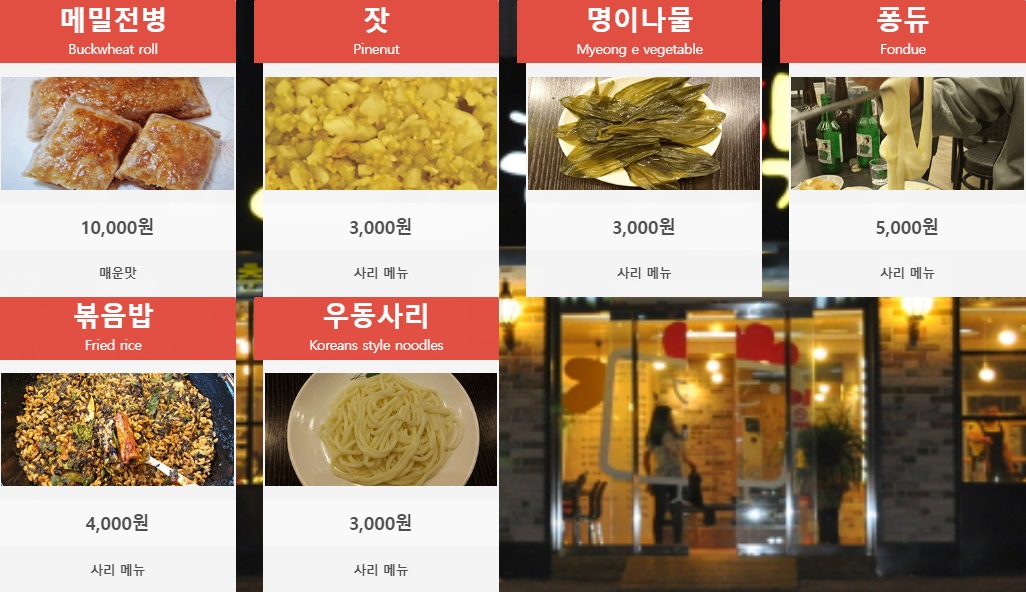 메밀전병
Buckwheat roll
10,000원
매운맛
잣
Pinenut
3,000원
사리 메뉴
명이나물
Myeong e vegetable
3,000원
사리 메뉴
퐁듀
Fondue
5,000원
사리 메뉴
볶음밥
Fried rice
4,000원
사리 메뉴
우동사리
Koreans style noodles
3,000원
사리 메뉴